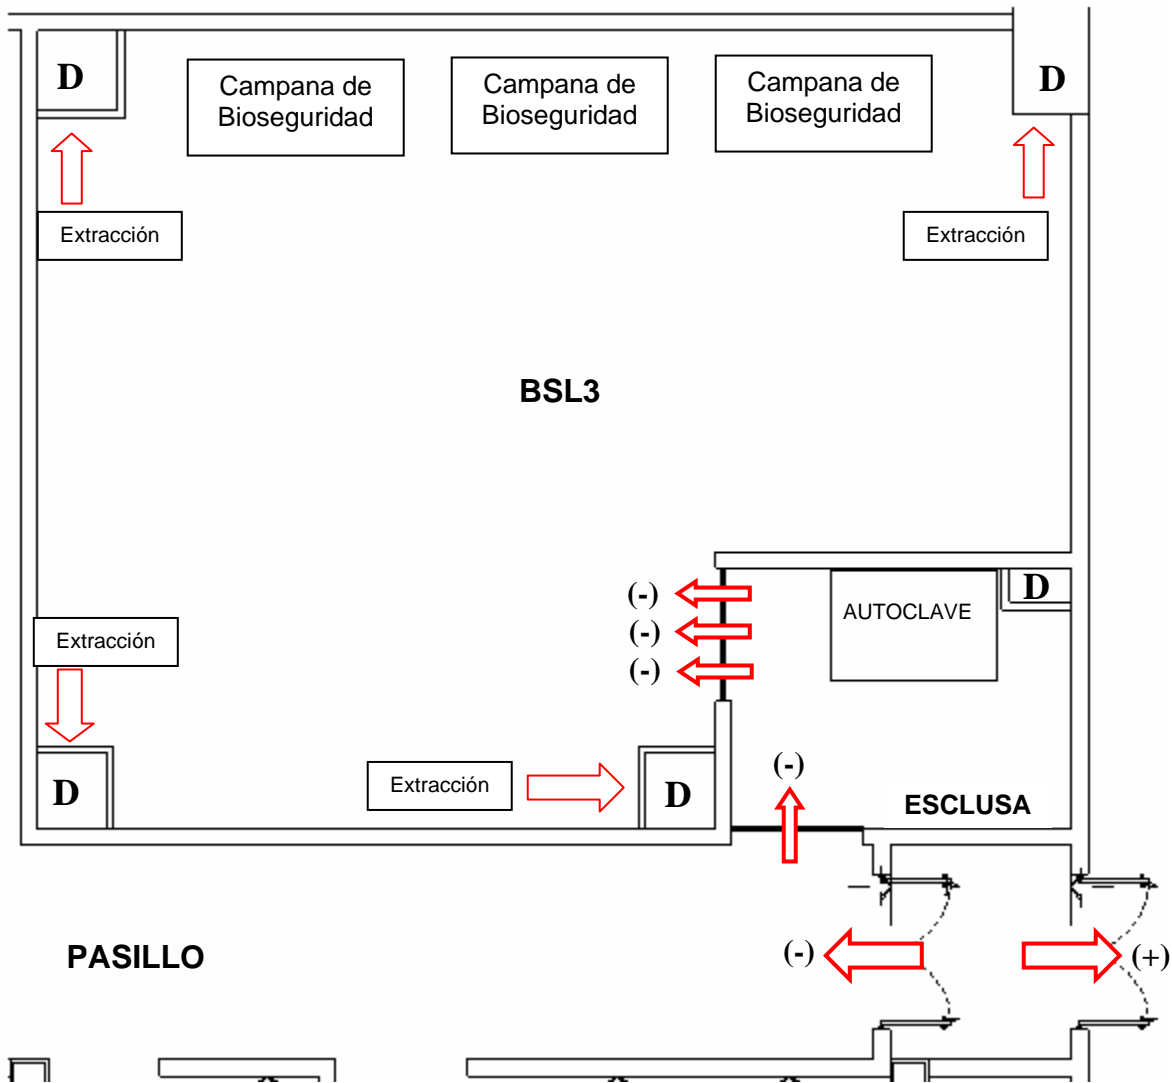 D
Campana de
Bioseguridad
Campana de
Bioseguridad
Campana de
Bioseguridad
D
Extracción
Extracción
BSL3
(-)
(-)
(-)
D
AUTOCLAVE
Extracción
D
Extracción
D
(-)
ESCLUSA
PASILLO
(-)
(+)